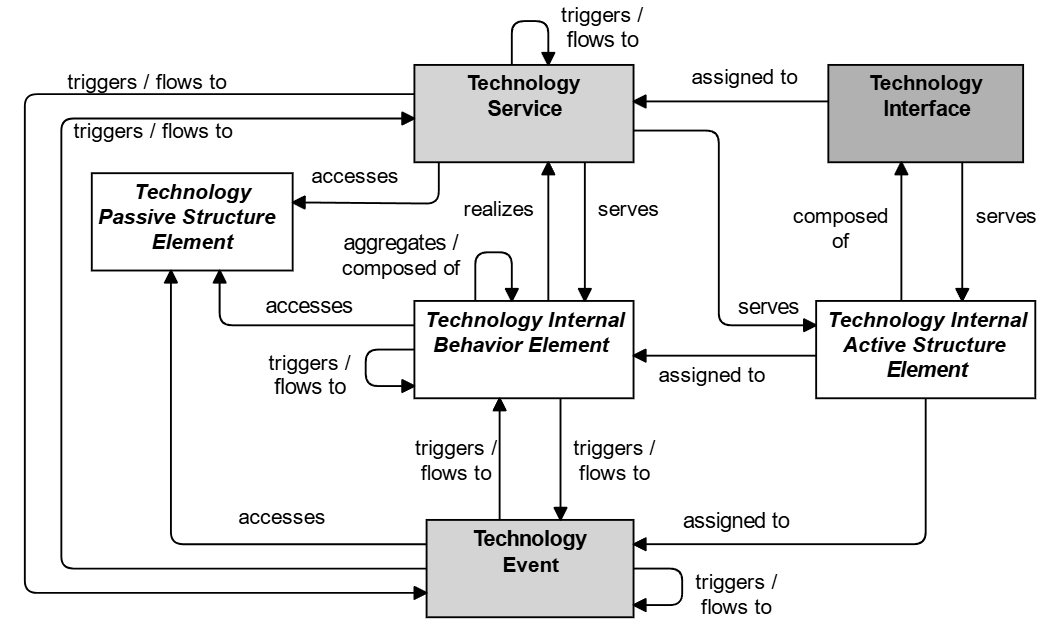 triggers /
flows to
triggers / flows to
Technology
Service
assigned to
Technology
Interface
triggers / flows to
accesses
Technology
Passive Structure
Element
realizes
serves
composed
of
serves
aggregates /
composed of
accesses
serves
Technology Internal
Behavior Element
Technology Internal
Active Structure
Element
triggers /
flows to
assigned to
triggers /
flows to
triggers /
flows to
accesses
assigned to
Technology
Event
triggers /
flows to